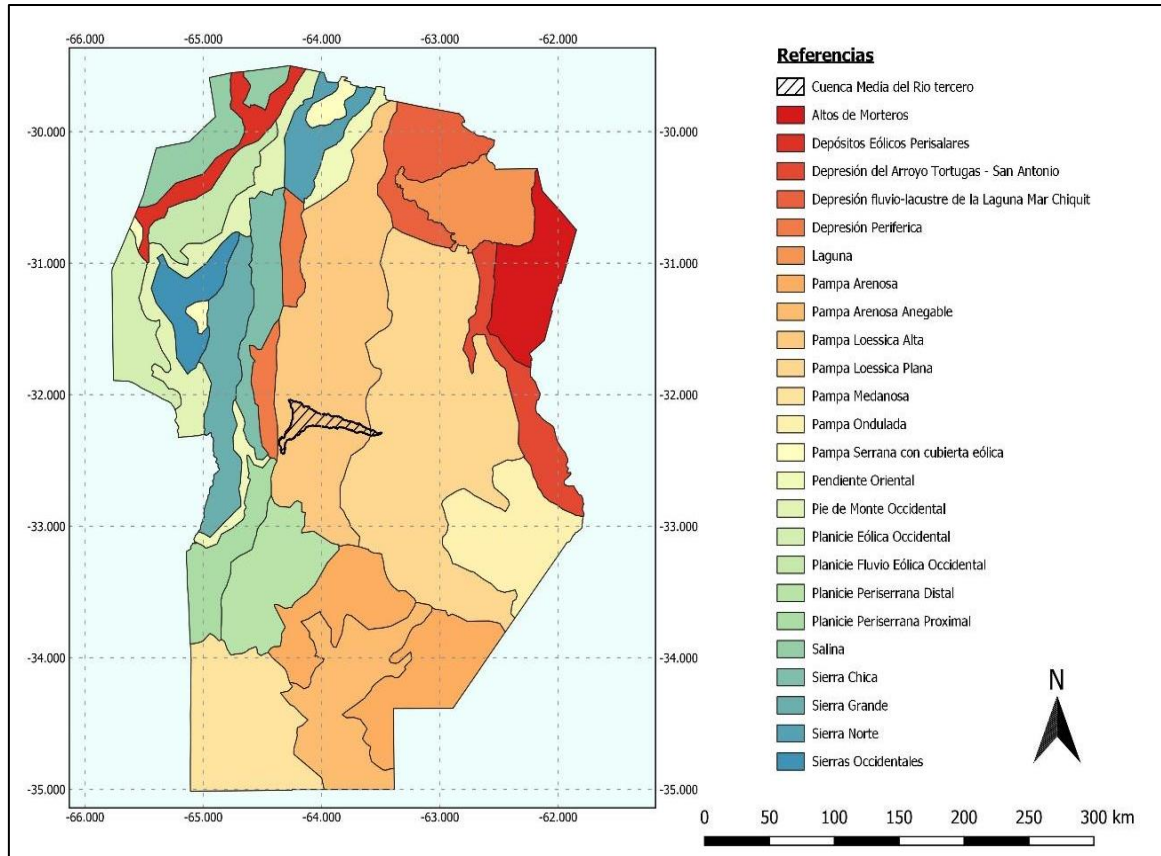 -66.000 -65.000 -64.000 -63.000 -62.000
-30.000 -30.000
-31.000 -31.000
-32.000 -32.000
-33.000 -33.000
-34.000 -34.000
-35.000 -35.000
-66.000 -65.000 -64.000 -63.000 -62.000
Referencias
Cuenca Media del Rio tercero
Altos de Morteros
Depósitos Eólicos Perisalares
Depresión del Arroyo Tortugas - San Antonio
Depresión fluvio-lacustre de la Laguna Mar Chiquit
Depresión Periferica
Laguna
Pampa Arenosa
Pampa Arenosa Anegable
Pampa Loessica Alta
Pampa Loessica Plana
Pampa Medanosa
Pampa Ondulada
Pampa Serrana con cubierta eólica
Pendiente Oriental
Pie de Monte Occidental
Planicie Eólica Occidental
Planicie Fluvio Eólica Occidental
Planicie Periserrana Distal
Planicie Periserrana Proximal
Salina
Sierra Chica
Sierra Grande
Sierra Norte
Sierras Occidentales
N
0 50 100 150 200 250 300 km